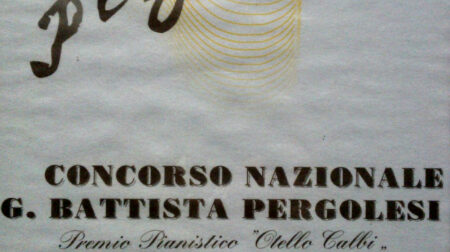 CONCORSO NAZIONALE
G. BATTISTA PERGOLESI
Premio Pianistico "Otello Calbi"